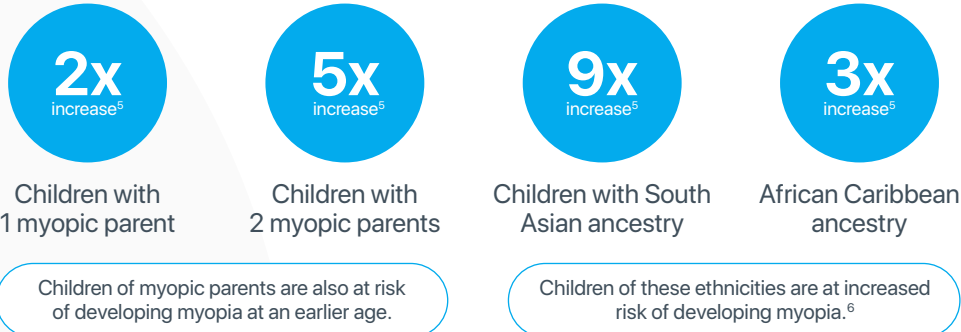 2x
increase⁵
Children with
1 myopic parent
5x
increase⁵
Children with
2 myopic parents
9x
increase⁵
Children with South
Asian ancestry
3x
increase⁵
African Caribbean
ancestry
Children of myopic parents are also at risk
of developing myopia at an earlier age.
Children of these ethnicities are at increased
risk of developing myopia.⁶